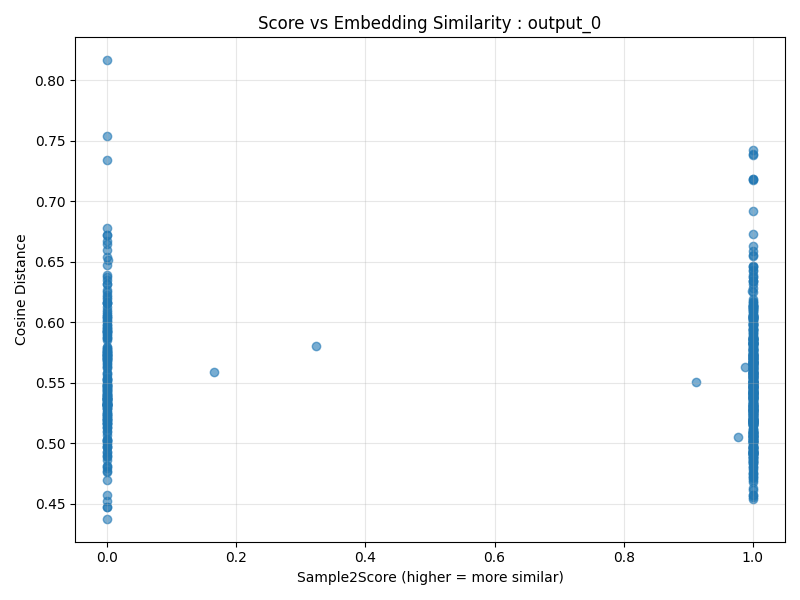 Score vs Embedding Similarity : output_0
Cosine Distance
0.80
0.75
0.70
0.65
0.60
0.55
0.50
0.45
0.0 0.2 0.4 0.6 0.8 1.0
Sample2Score (higher = more similar)